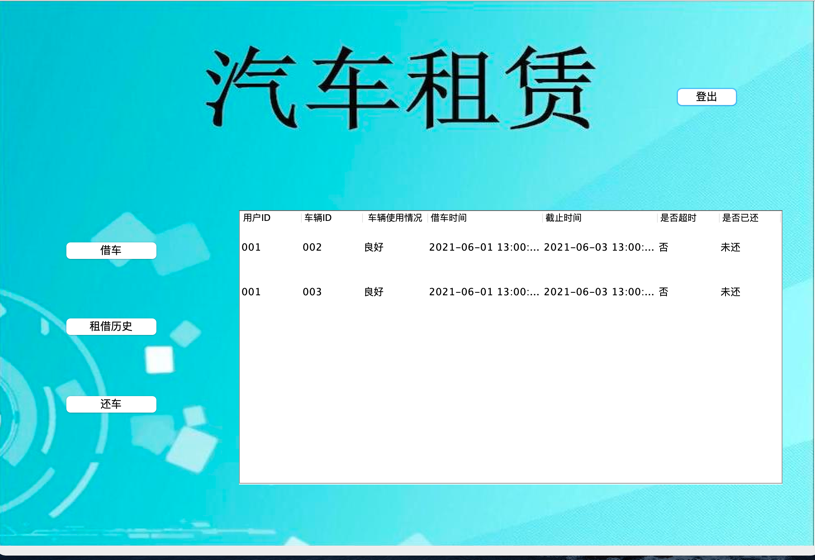 汽车租赁
登出
用户ID 车辆ID 车辆使用情况 借车时间 截止时间 是否超时 是否已还
借车
001 002 良好 2021-06-01 13:00:... 2021-06-03 13:00:... 否 未还
001 003 良好 2021-06-01 13:00:... 2021-06-03 13:00:... 否 未还
租借历史
还车